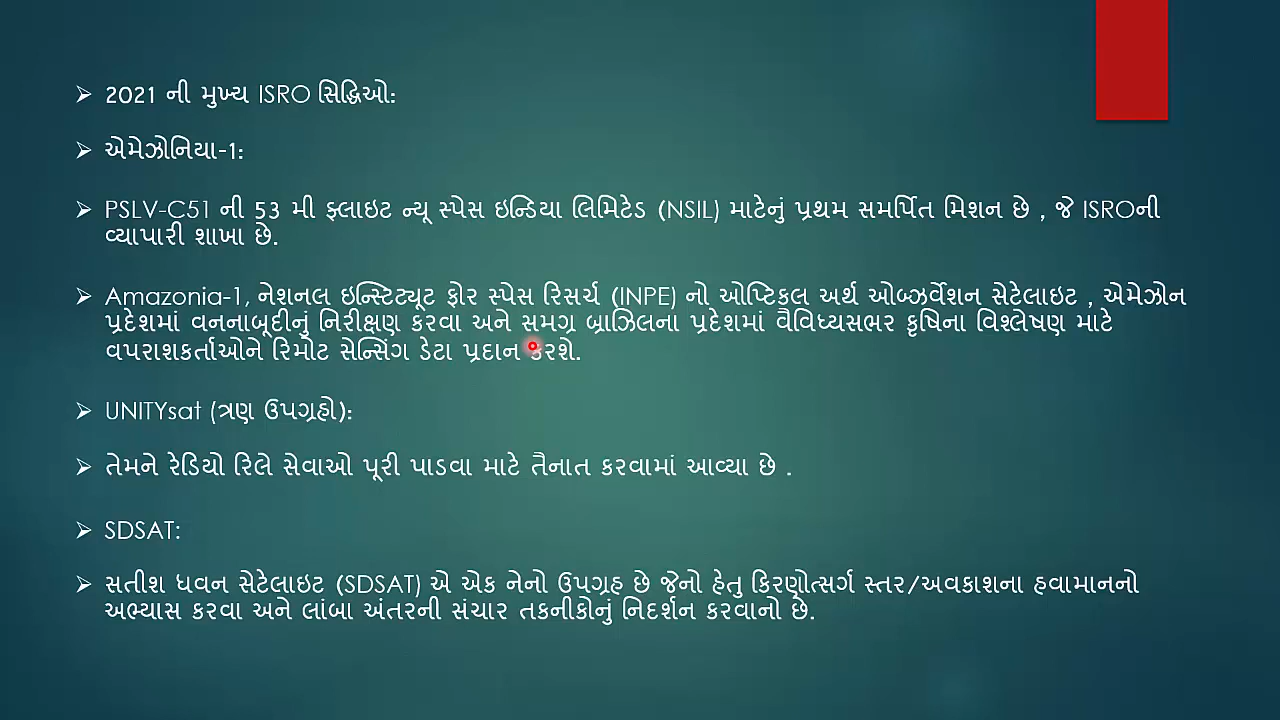 ➢ 2021 ની મુખ્ય ISRO સિદ્ધિઓ:
➢ એમેઝોનિયા-1:
➢ PSLV-C51 ની 53 મી ફ્લાઇટ ન્યૂ સ્પેસ ઇન્ડિયા લિમિટેડ (NSIL) માટેનું પ્રથમ સમર્પિત મિશન છે , જે ISROની
વ્યાપારી શાખા છે.
➢ Amazonia-1, નેશનલ ઇન્સ્ટિટ્યૂટ ફોર સ્પેસ રિસર્ચ (INPE) નો ઓપ્ટિકલ અર્થ ઓબ્ઝર્વેશન સેટેલાઇટ , એમેઝોન
પ્રદેશમાં વનનાબૂદીનું નિરીક્ષણ કરવા અને સમગ્ર બ્રાઝિલના પ્રદેશમાં વૈવિધ્યસભર કૃષિના વિશ્લેષણ માટે
વપરાશકર્તાઓને રિમોટ સેન્સિંગ ડેટા પ્રદાન કરશે.
➢ UNITYsat (ત્રણ ઉપગ્રહો):
➢ તેમને રેડિયો રિલે સેવાઓ પૂરી પાડવા માટે તૈનાત કરવામાં આવ્યા છે .
➢ SDSAT:
➢ સતીશ ધવન સેટેલાઇટ (SDSAT) એ એક નેનો ઉપગ્રહ છે જેનો હેતુ કિરણોત્સર્ગ સ્તર/અવકાશના હવામાનનો
અભ્યાસ કરવા અને લાંબા અંતરની સંચાર તકનીકોનું નિદર્શન કરવાનો છે.